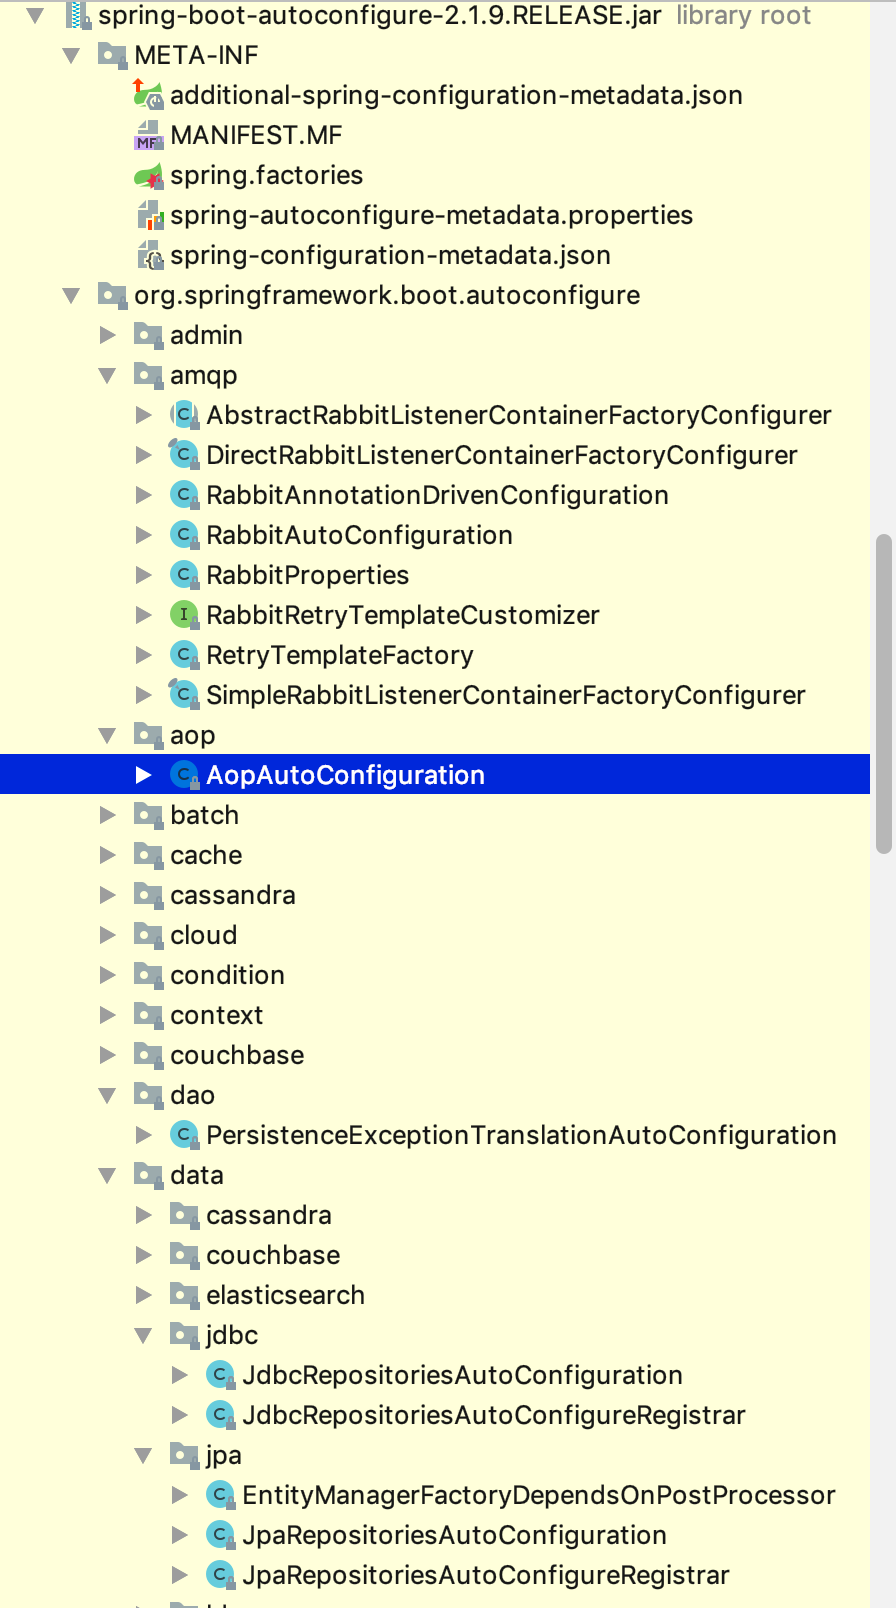 spring-boot-autoconfigure-2.1.9.RELEASE.jar library root
META-INF
additional-spring-configuration-metadata.json
MANIFEST.MF
spring.factories
spring-autoconfigure-metadata.properties
spring-configuration-metadata.json
org.springframework.boot.autoconfigure
admin
amqp
AbstractRabbitListenerContainerFactoryConfigurer
DirectRabbitListenerContainerFactoryConfigurer
RabbitAnnotationDrivenConfiguration
RabbitAutoConfiguration
RabbitProperties
RabbitRetryTemplateCustomizer
RetryTemplateFactory
SimpleRabbitListenerContainerFactoryConfigurer
aop
AopAutoConfiguration
batch
cache
cassandra
cloud
condition
context
couchbase
dao
PersistenceExceptionTranslationAutoConfiguration
data
cassandra
couchbase
elasticsearch
jdbc
JdbcRepositoriesAutoConfiguration
JdbcRepositoriesAutoConfigureRegistrar
jpa
EntityManagerFactoryDependsOnPostProcessor
JpaRepositoriesAutoConfiguration
JpaRepositoriesAutoConfigureRegistrar